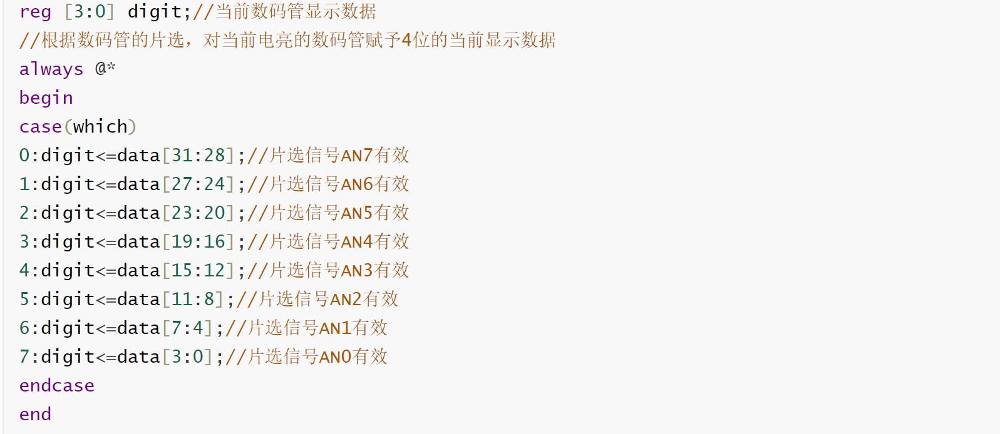 reg [3:0] digit;//当前数码管显示数据
//根据数码管的片选，对当前电亮的数码管赋予4位的当前显示数据
always @*
begin
case(which)
0:digit<=data[31:28];//片选信号AN7有效
1:digit<=data[27:24];//片选信号AN6有效
2:digit<=data[23:20];//片选信号AN5有效
3:digit<=data[19:16];//片选信号AN4有效
4:digit<=data[15:12];//片选信号AN3有效
5:digit<=data[11:8];//片选信号AN2有效
6:digit<=data[7:4];//片选信号AN1有效
7:digit<=data[3:0];//片选信号AN0有效
endcase
end